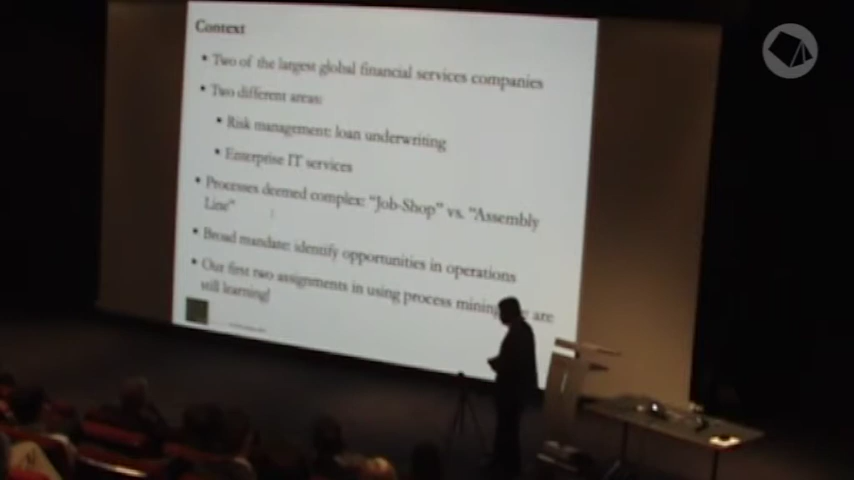 Context
• Two of the largest global financial services companies
• Two different areas:
• Risk management: loan underwriting
• Enterprise IT services
• Processes deemed complex: "Job-Shop" vs. "Assembly
Line"
• Broad mandate: identify opportunities in operations
• Our first two assignments in using process mining are
still learning!